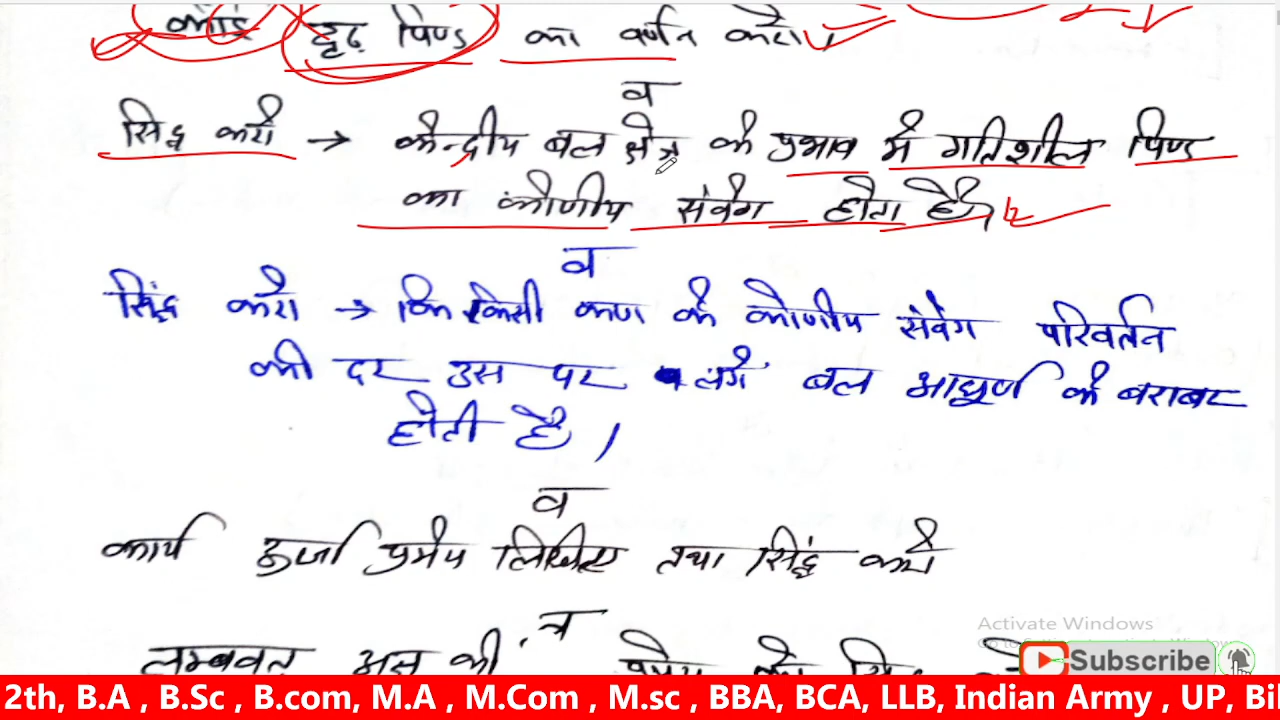 दृढ़ पिण्ड का वर्णन करो।
व
सिद्ध करो → केन्द्रीय बल क्षेत्र के प्रभाव में गतिशील पिण्ड
का कोणीय संवेग होता है।
व
सिद्ध करो → कि किसी कण के कोणीय संवेग परिवर्तन
की दर उस पर लगे बल आघूर्ण के बराबर
होती है।
व
कार्य ऊर्जा प्रमेय लिखिए तथा सिद्ध करो
लम्बवत अक्ष की
Activate Windows
Subscribe
2th, B.A , B.Sc , B.com, M.A , M.Com , M.sc , BBA, BCA, LLB, Indian Army , UP, Bi